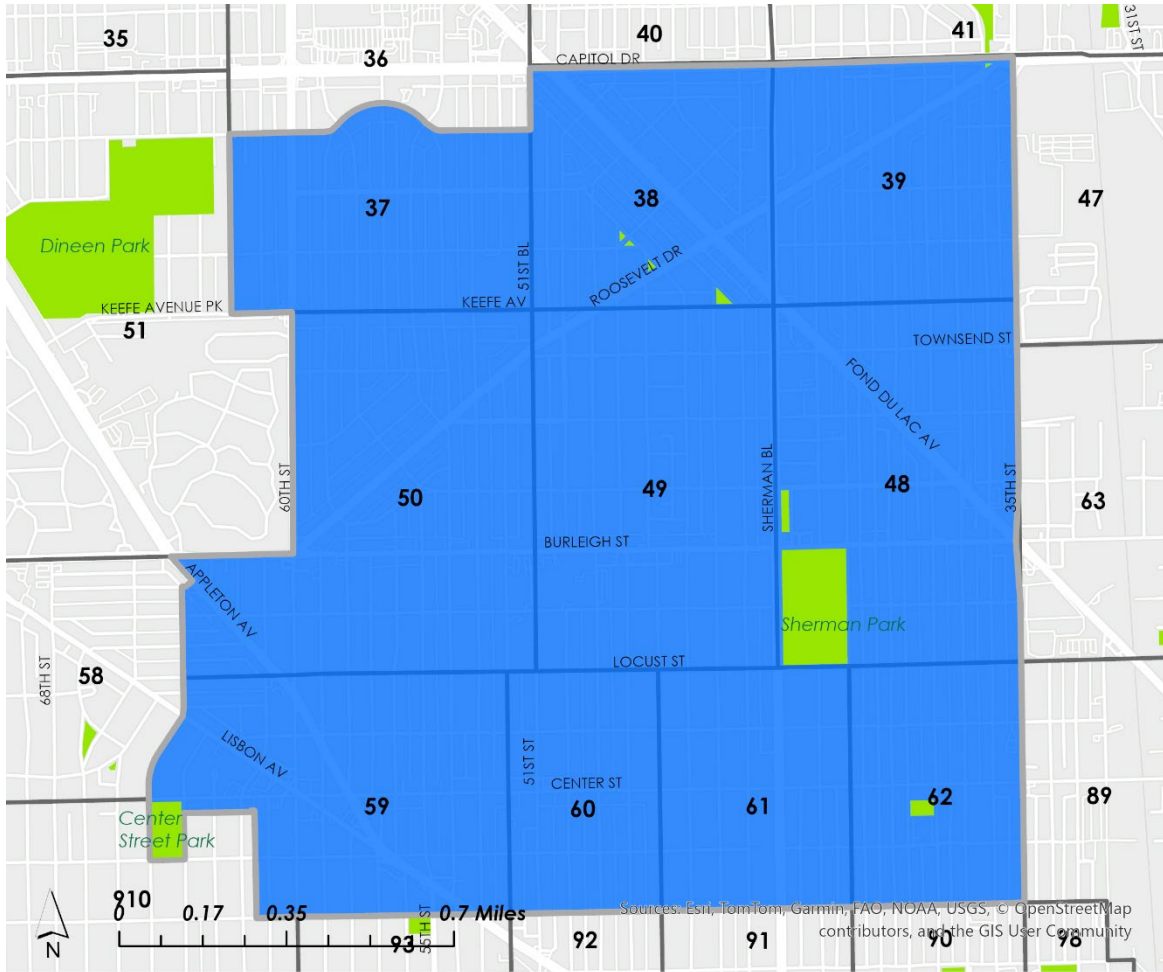 35
36
40
41
31ST ST
CAPITOL DR
37
38
39
47
Dineen Park
51ST BL
ROOSEVELT DR
KEEFE AVENUE PK
KEEFE AV
51
TOWNSEND ST
FOND DU LAC AV
60TH ST
50
49
SHERMAN BL
48
35TH ST
63
BURLEIGH ST
APPLETON AV
Sherman Park
LOCUST ST
68TH ST
58
LISBON AV
51ST ST
CENTER ST
59
60
61
62
89
Center
Street Park
910
0 0.17 0.35 0.7 Miles
N
55TH ST
93
92
91
90
98
Sources: Esri, TomTom, Garmin, FAO, NOAA, USGS, © OpenStreetMap
contributors, and the GIS User Community